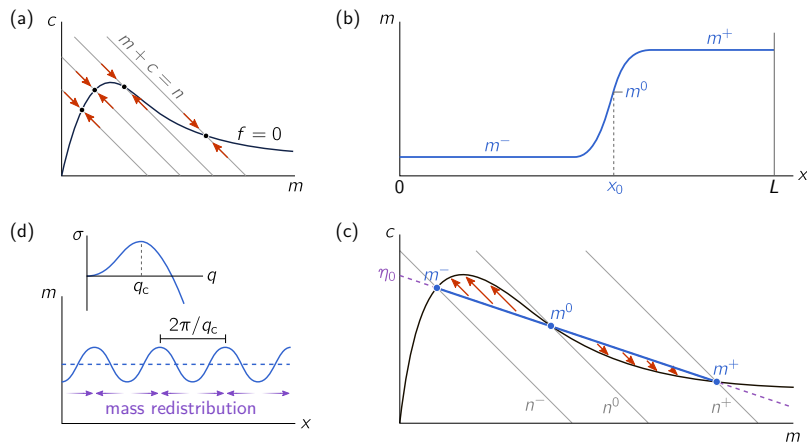 (a)
c
m + c = n
f = 0
m
(b)
m
m⁺
m⁰
m⁻
0
x₀
L
x
(d)
σ
q
q_c
m
2π/q_c
mass redistribution
x
(c)
c
η₀
m⁻
m⁰
m⁺
n⁻
n⁰
n⁺
m